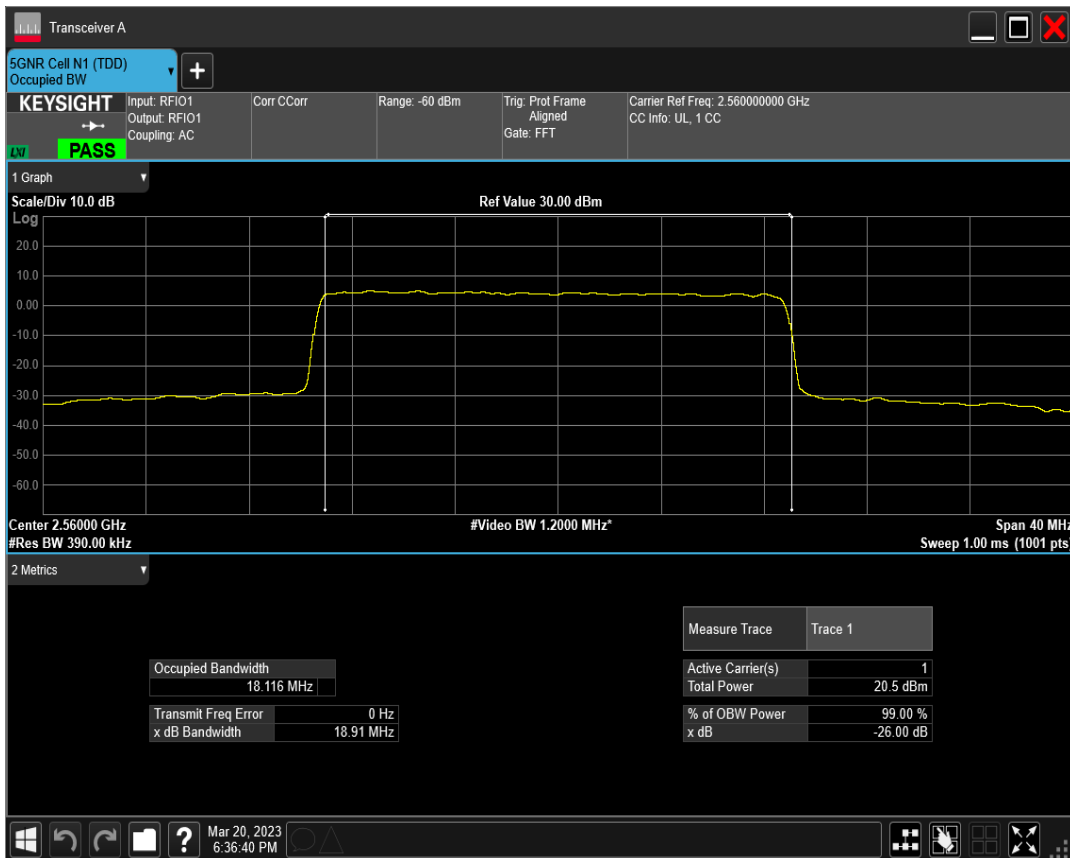 Transceiver A
5GNR Cell N1 (TDD)
Occupied BW
KEYSIGHT
LXI
PASS
Input: RFIO1
Output: RFIO1
Coupling: AC
Corr CCorr
Range: -60 dBm
Trig: Prot Frame
Aligned
Gate: FFT
Carrier Ref Freq: 2.560000000 GHz
CC Info: UL, 1 CC
1 Graph
Scale/Div 10.0 dB
Ref Value 30.00 dBm
Log
20.0
10.0
0.00
-10.0
-20.0
-30.0
-40.0
-50.0
-60.0
Center 2.56000 GHz
#Video BW 1.2000 MHz*
Span 40 MHz
#Res BW 390.00 kHz
Sweep 1.00 ms (1001 pts)
2 Metrics
Measure Trace Trace 1
Occupied Bandwidth
18.116 MHz
Active Carrier(s) 1
Total Power 20.5 dBm
Transmit Freq Error 0 Hz
x dB Bandwidth 18.91 MHz
% of OBW Power 99.00 %
x dB -26.00 dB
?
Mar 20, 2023
6:36:40 PM